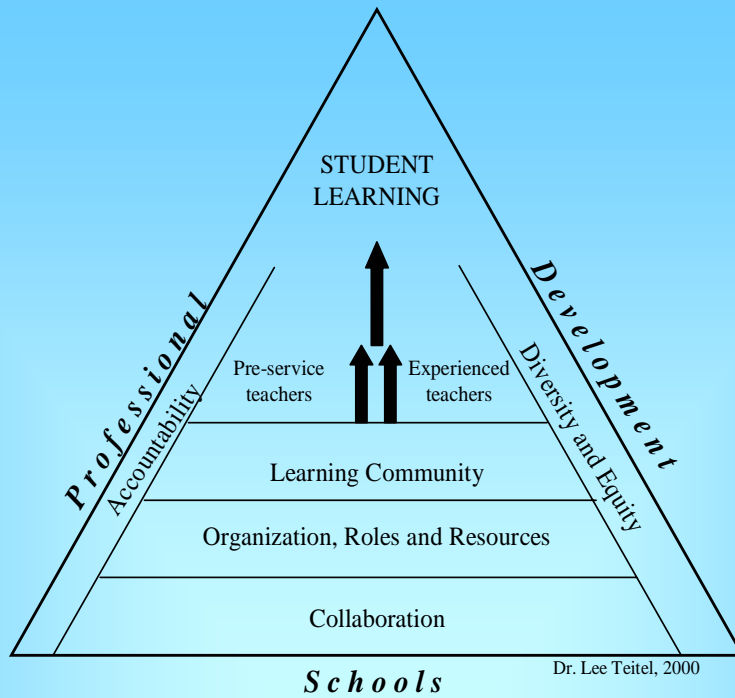 STUDENT
LEARNING
Professional
Development
Pre-service
teachers
Experienced
teachers
Accountability
Diversity and Equity
Learning Community
Organization, Roles and Resources
Collaboration
Dr. Lee Teitel, 2000
Schools